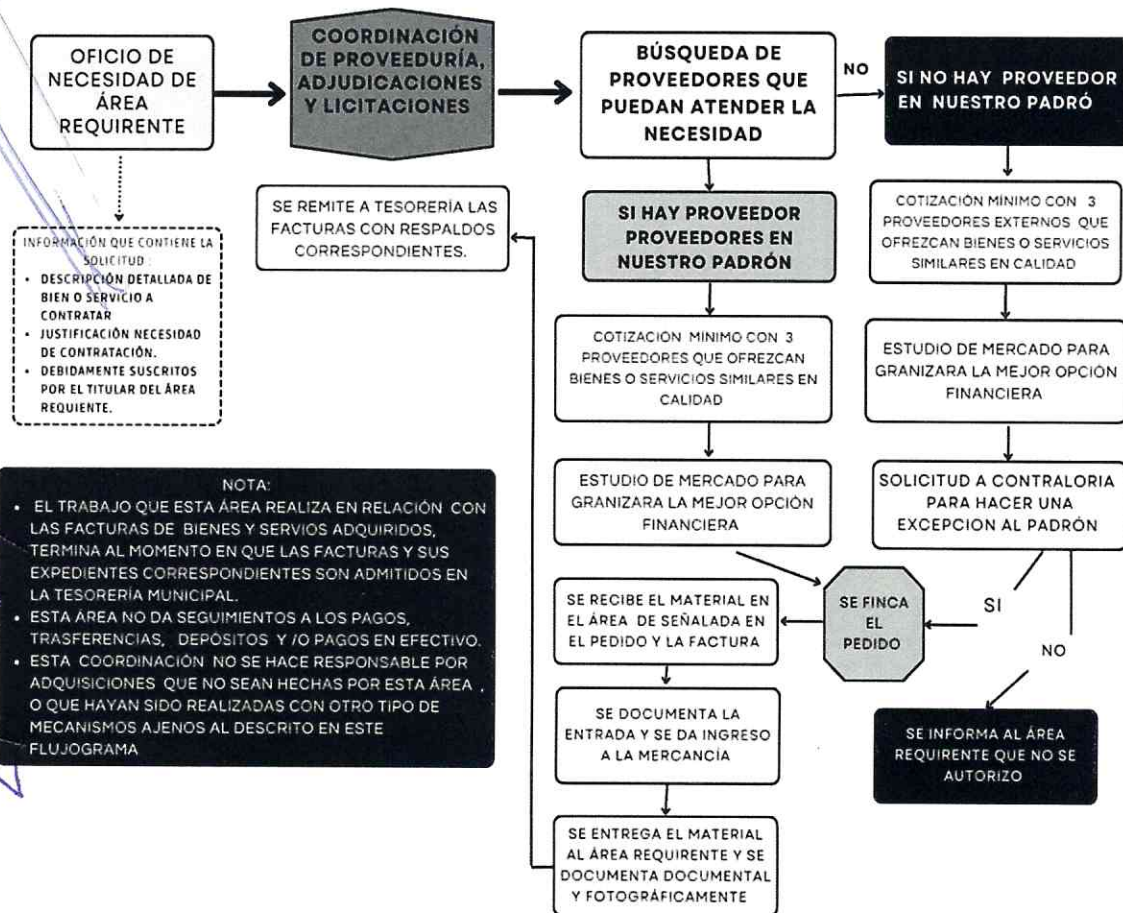 OFICIO DE
NECESIDAD DE
ÁREA
REQUIRENTE
COORDINACIÓN
DE PROVEEDURÍA,
ADJUDICACIONES
Y LICITACIONES
BÚSQUEDA DE
PROVEEDORES QUE
PUEDAN ATENDER LA
NECESIDAD
NO
SI NO HAY PROVEEDOR
EN NUESTRO PADRÓ
INFORMACIÓN QUE CONTIENE LA
SOLICITUD :
• DESCRIPCIÓN DETALLADA DE
BIEN O SERVICIO A
CONTRATAR
• JUSTIFICACIÓN NECESIDAD
DE CONTRATACIÓN.
• DEBIDAMENTE SUSCRITOS
POR EL TITULAR DEL ÁREA
REQUIENTE.
SE REMITE A TESORERÍA LAS
FACTURAS CON RESPALDOS
CORRESPONDIENTES.
SI HAY PROVEEDOR
PROVEEDORES EN
NUESTRO PADRÓN
COTIZACIÓN MÍNIMO CON 3
PROVEEDORES EXTERNOS QUE
OFREZCAN BIENES O SERVICIOS
SIMILARES EN CALIDAD
COTIZACIÓN MÍNIMO CON 3
PROVEEDORES QUE OFREZCAN
BIENES O SERVICIOS SIMILARES EN
CALIDAD
ESTUDIO DE MERCADO PARA
GRANIZARA LA MEJOR OPCIÓN
FINANCIERA
ESTUDIO DE MERCADO PARA
GRANIZARA LA MEJOR OPCIÓN
FINANCIERA
SOLICITUD A CONTRALORIA
PARA HACER UNA
EXCEPCION AL PADRÓN
NOTA:
• EL TRABAJO QUE ESTA ÁREA REALIZA EN RELACIÓN CON
LAS FACTURAS DE BIENES Y SERVIOS ADQUIRIDOS,
TERMINA AL MOMENTO EN QUE LAS FACTURAS Y SUS
EXPEDIENTES CORRESPONDIENTES SON ADMITIDOS EN
LA TESORERÍA MUNICIPAL.
• ESTA ÁREA NO DA SEGUIMIENTOS A LOS PAGOS,
TRASFERENCIAS, DEPÓSITOS Y /O PAGOS EN EFECTIVO.
• ESTA COORDINACIÓN NO SE HACE RESPONSABLE POR
ADQUISICIONES QUE NO SEAN HECHAS POR ESTA ÁREA ,
O QUE HAYAN SIDO REALIZADAS CON OTRO TIPO DE
MECANISMOS AJENOS AL DESCRITO EN ESTE
FLUJOGRAMA
SE RECIBE EL MATERIAL EN
EL ÁREA DE SEÑALADA EN
EL PEDIDO Y LA FACTURA
SE FINCA
EL
PEDIDO
SI
NO
SE DOCUMENTA LA
ENTRADA Y SE DA INGRESO
A LA MERCANCÍA
SE INFORMA AL ÁREA
REQUIRENTE QUE NO SE
AUTORIZO
SE ENTREGA EL MATERIAL
AL ÁREA REQUIRENTE Y SE
DOCUMENTA DOCUMENTAL
Y FOTOGRÁFICAMENTE